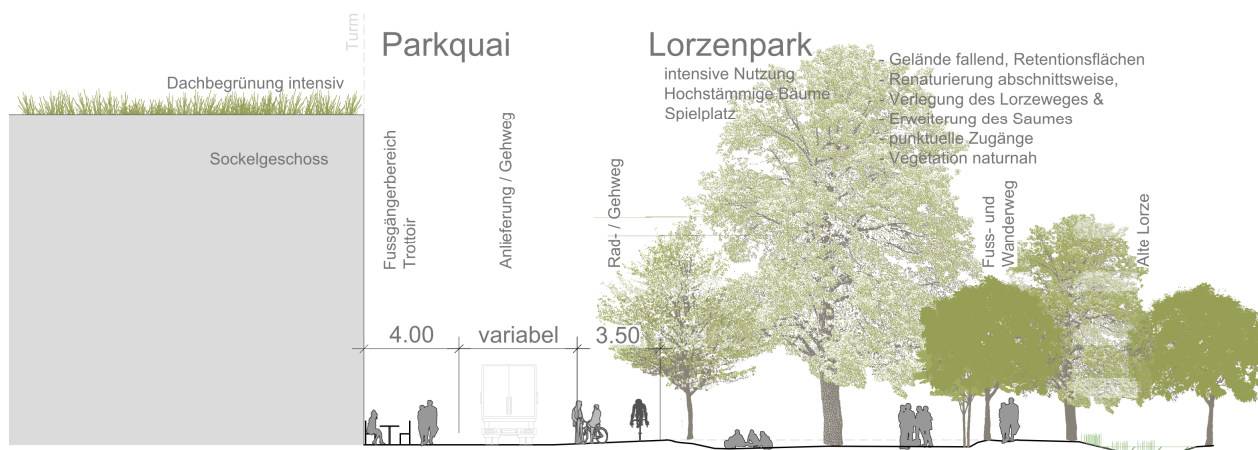 Turm
Parkquai
Lorzenpark
Dachbegrünung intensiv
Sockelgeschoss
intensive Nutzung
Hochstämmige Bäume
Spielplatz
- Gelände fallend, Retentionsflächen
- Renaturierung abschnittsweise,
- Verlegung des Lorzeweges &
- Erweiterung des Saumes
- punktuelle Zugänge
- Vegetation naturnah
Fussgängerbereich
Trottoir
Anlieferung / Gehweg
Rad- / Gehweg
Fuss- und
Wanderweg
Alte Lorze
4.00
variabel
3.50